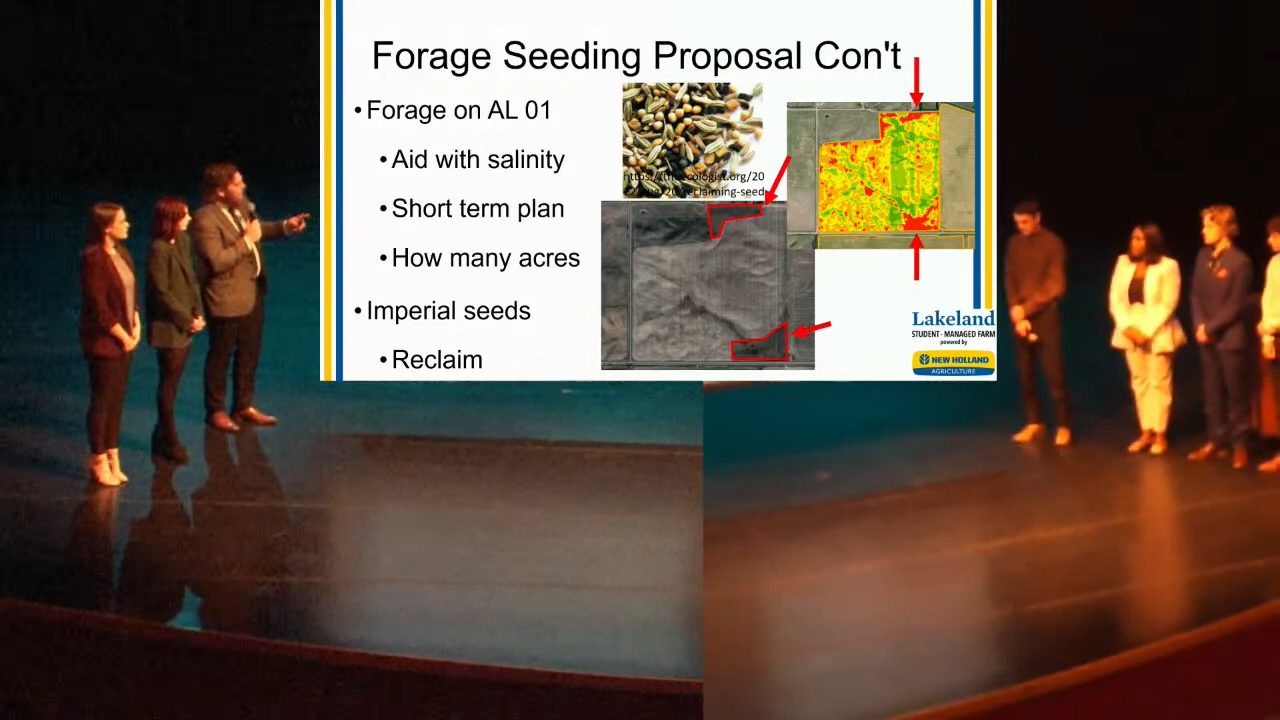 Forage Seeding Proposal Con't
•Forage on AL 01
•Aid with salinity
•Short term plan
•How many acres
•Imperial seeds
•Reclaim
Lakeland
STUDENT-MANAGED FARM
powered by
NEW HOLLAND
AGRICULTURE